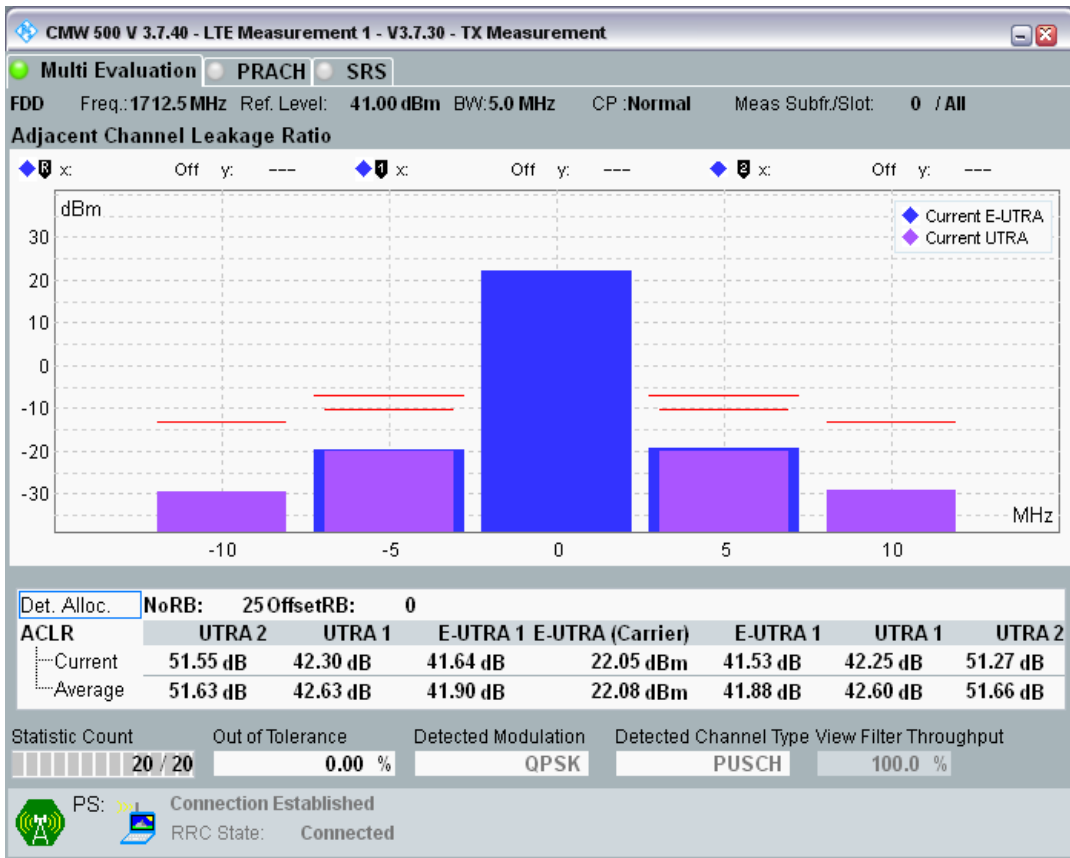 CMW 500 V 3.7.40 - LTE Measurement 1 - V3.7.30 - TX Measurement
Multi Evaluation PRACH SRS
FDD Freq.:1712.5 MHz Ref. Level: 41.00 dBm BW:5.0 MHz CP :Normal Meas Subfr./Slot: 0 / All
Adjacent Channel Leakage Ratio
R x: Off y: --- 1 x: Off y: --- 2 x: Off y: ---
dBm
Current E-UTRA
Current UTRA
30
20
10
0
-10
-20
-30
MHz
-10 -5 0 5 10
Det. Alloc. NoRB: 25 OffsetRB: 0
ACLR UTRA 2 UTRA 1 E-UTRA 1 E-UTRA (Carrier) E-UTRA 1 UTRA 1 UTRA 2
Current 51.55 dB 42.30 dB 41.64 dB 22.05 dBm 41.53 dB 42.25 dB 51.27 dB
Average 51.63 dB 42.63 dB 41.90 dB 22.08 dBm 41.88 dB 42.60 dB 51.66 dB
Statistic Count Out of Tolerance Detected Modulation Detected Channel Type View Filter Throughput
20 / 20 0.00 % QPSK PUSCH 100.0 %
PS: Connection Established
RRC State: Connected